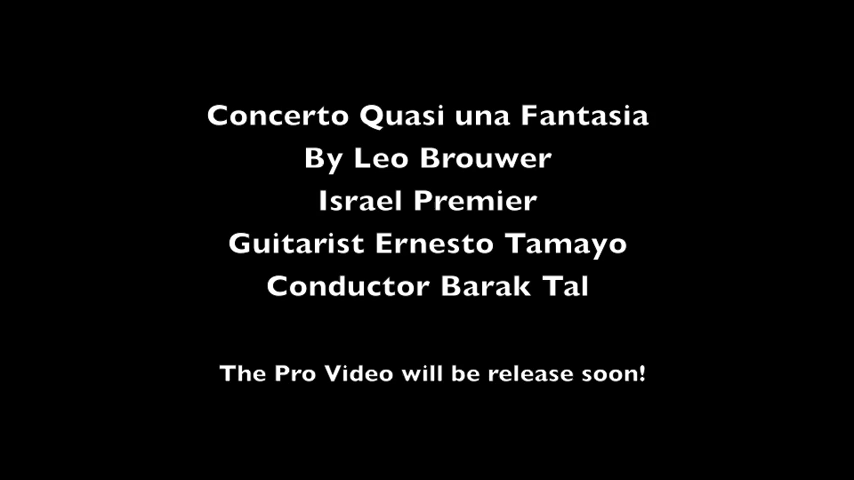 Concerto Quasi una Fantasia
By Leo Brouwer
Israel Premier
Guitarist Ernesto Tamayo
Conductor Barak Tal
The Pro Video will be release soon!